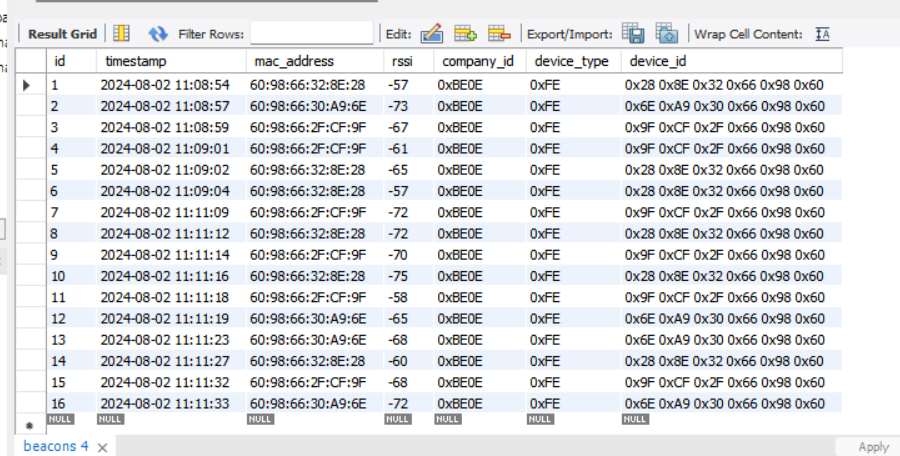 Result Grid Filter Rows: Edit: Export/Import: Wrap Cell Content:
id timestamp mac_address rssi company_id device_type device_id
1 2024-08-02 11:08:54 60:98:66:32:8E:28 -57 0xBE0E 0xFE 0x28 0x8E 0x32 0x66 0x98 0x60
2 2024-08-02 11:08:57 60:98:66:30:A9:6E -73 0xBE0E 0xFE 0x6E 0xA9 0x30 0x66 0x98 0x60
3 2024-08-02 11:08:59 60:98:66:2F:CF:9F -67 0xBE0E 0xFE 0x9F 0xCF 0x2F 0x66 0x98 0x60
4 2024-08-02 11:09:01 60:98:66:2F:CF:9F -61 0xBE0E 0xFE 0x9F 0xCF 0x2F 0x66 0x98 0x60
5 2024-08-02 11:09:02 60:98:66:32:8E:28 -65 0xBE0E 0xFE 0x28 0x8E 0x32 0x66 0x98 0x60
6 2024-08-02 11:09:04 60:98:66:32:8E:28 -57 0xBE0E 0xFE 0x28 0x8E 0x32 0x66 0x98 0x60
7 2024-08-02 11:11:09 60:98:66:2F:CF:9F -72 0xBE0E 0xFE 0x9F 0xCF 0x2F 0x66 0x98 0x60
8 2024-08-02 11:11:12 60:98:66:32:8E:28 -72 0xBE0E 0xFE 0x28 0x8E 0x32 0x66 0x98 0x60
9 2024-08-02 11:11:14 60:98:66:2F:CF:9F -70 0xBE0E 0xFE 0x9F 0xCF 0x2F 0x66 0x98 0x60
10 2024-08-02 11:11:16 60:98:66:32:8E:28 -75 0xBE0E 0xFE 0x28 0x8E 0x32 0x66 0x98 0x60
11 2024-08-02 11:11:18 60:98:66:2F:CF:9F -58 0xBE0E 0xFE 0x9F 0xCF 0x2F 0x66 0x98 0x60
12 2024-08-02 11:11:19 60:98:66:30:A9:6E -65 0xBE0E 0xFE 0x6E 0xA9 0x30 0x66 0x98 0x60
13 2024-08-02 11:11:23 60:98:66:30:A9:6E -68 0xBE0E 0xFE 0x6E 0xA9 0x30 0x66 0x98 0x60
14 2024-08-02 11:11:27 60:98:66:32:8E:28 -60 0xBE0E 0xFE 0x28 0x8E 0x32 0x66 0x98 0x60
15 2024-08-02 11:11:32 60:98:66:2F:CF:9F -68 0xBE0E 0xFE 0x9F 0xCF 0x2F 0x66 0x98 0x60
16 2024-08-02 11:11:33 60:98:66:30:A9:6E -72 0xBE0E 0xFE 0x6E 0xA9 0x30 0x66 0x98 0x60
NULL NULL NULL NULL NULL NULL NULL
beacons 4 Apply